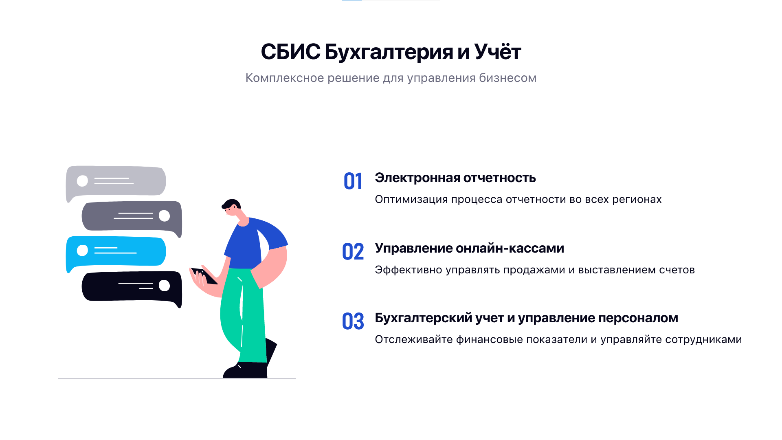 СБИС Бухгалтерия и Учёт
Комплексное решение для управления бизнесом
01
Электронная отчетность
Оптимизация процесса отчетности во всех регионах
02
Управление онлайн-кассами
Эффективно управлять продажами и выставлением счетов
03
Бухгалтерский учет и управление персоналом
Отслеживайте финансовые показатели и управляйте сотрудниками